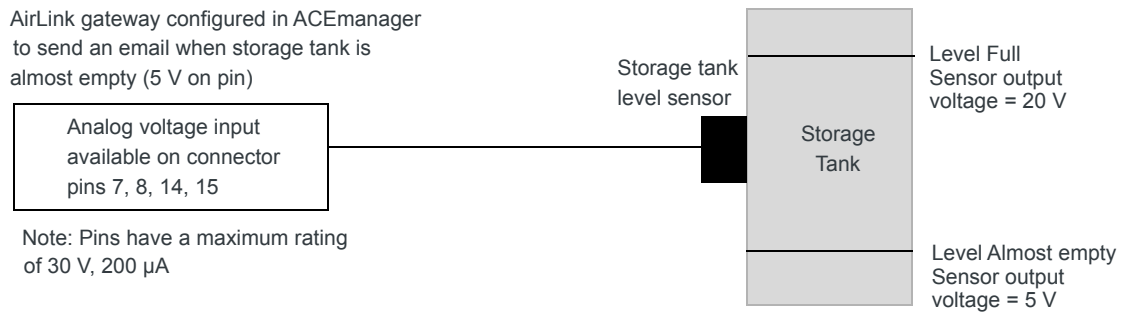 AirLink gateway configured in ACEmanager
to send an email when storage tank is
almost empty (5 V on pin)
Analog voltage input
available on connector
pins 7, 8, 14, 15
Note: Pins have a maximum rating
of 30 V, 200 µA
Storage tank
level sensor
Storage
Tank
Level Full
Sensor output
voltage = 20 V
Level Almost empty
Sensor output
voltage = 5 V